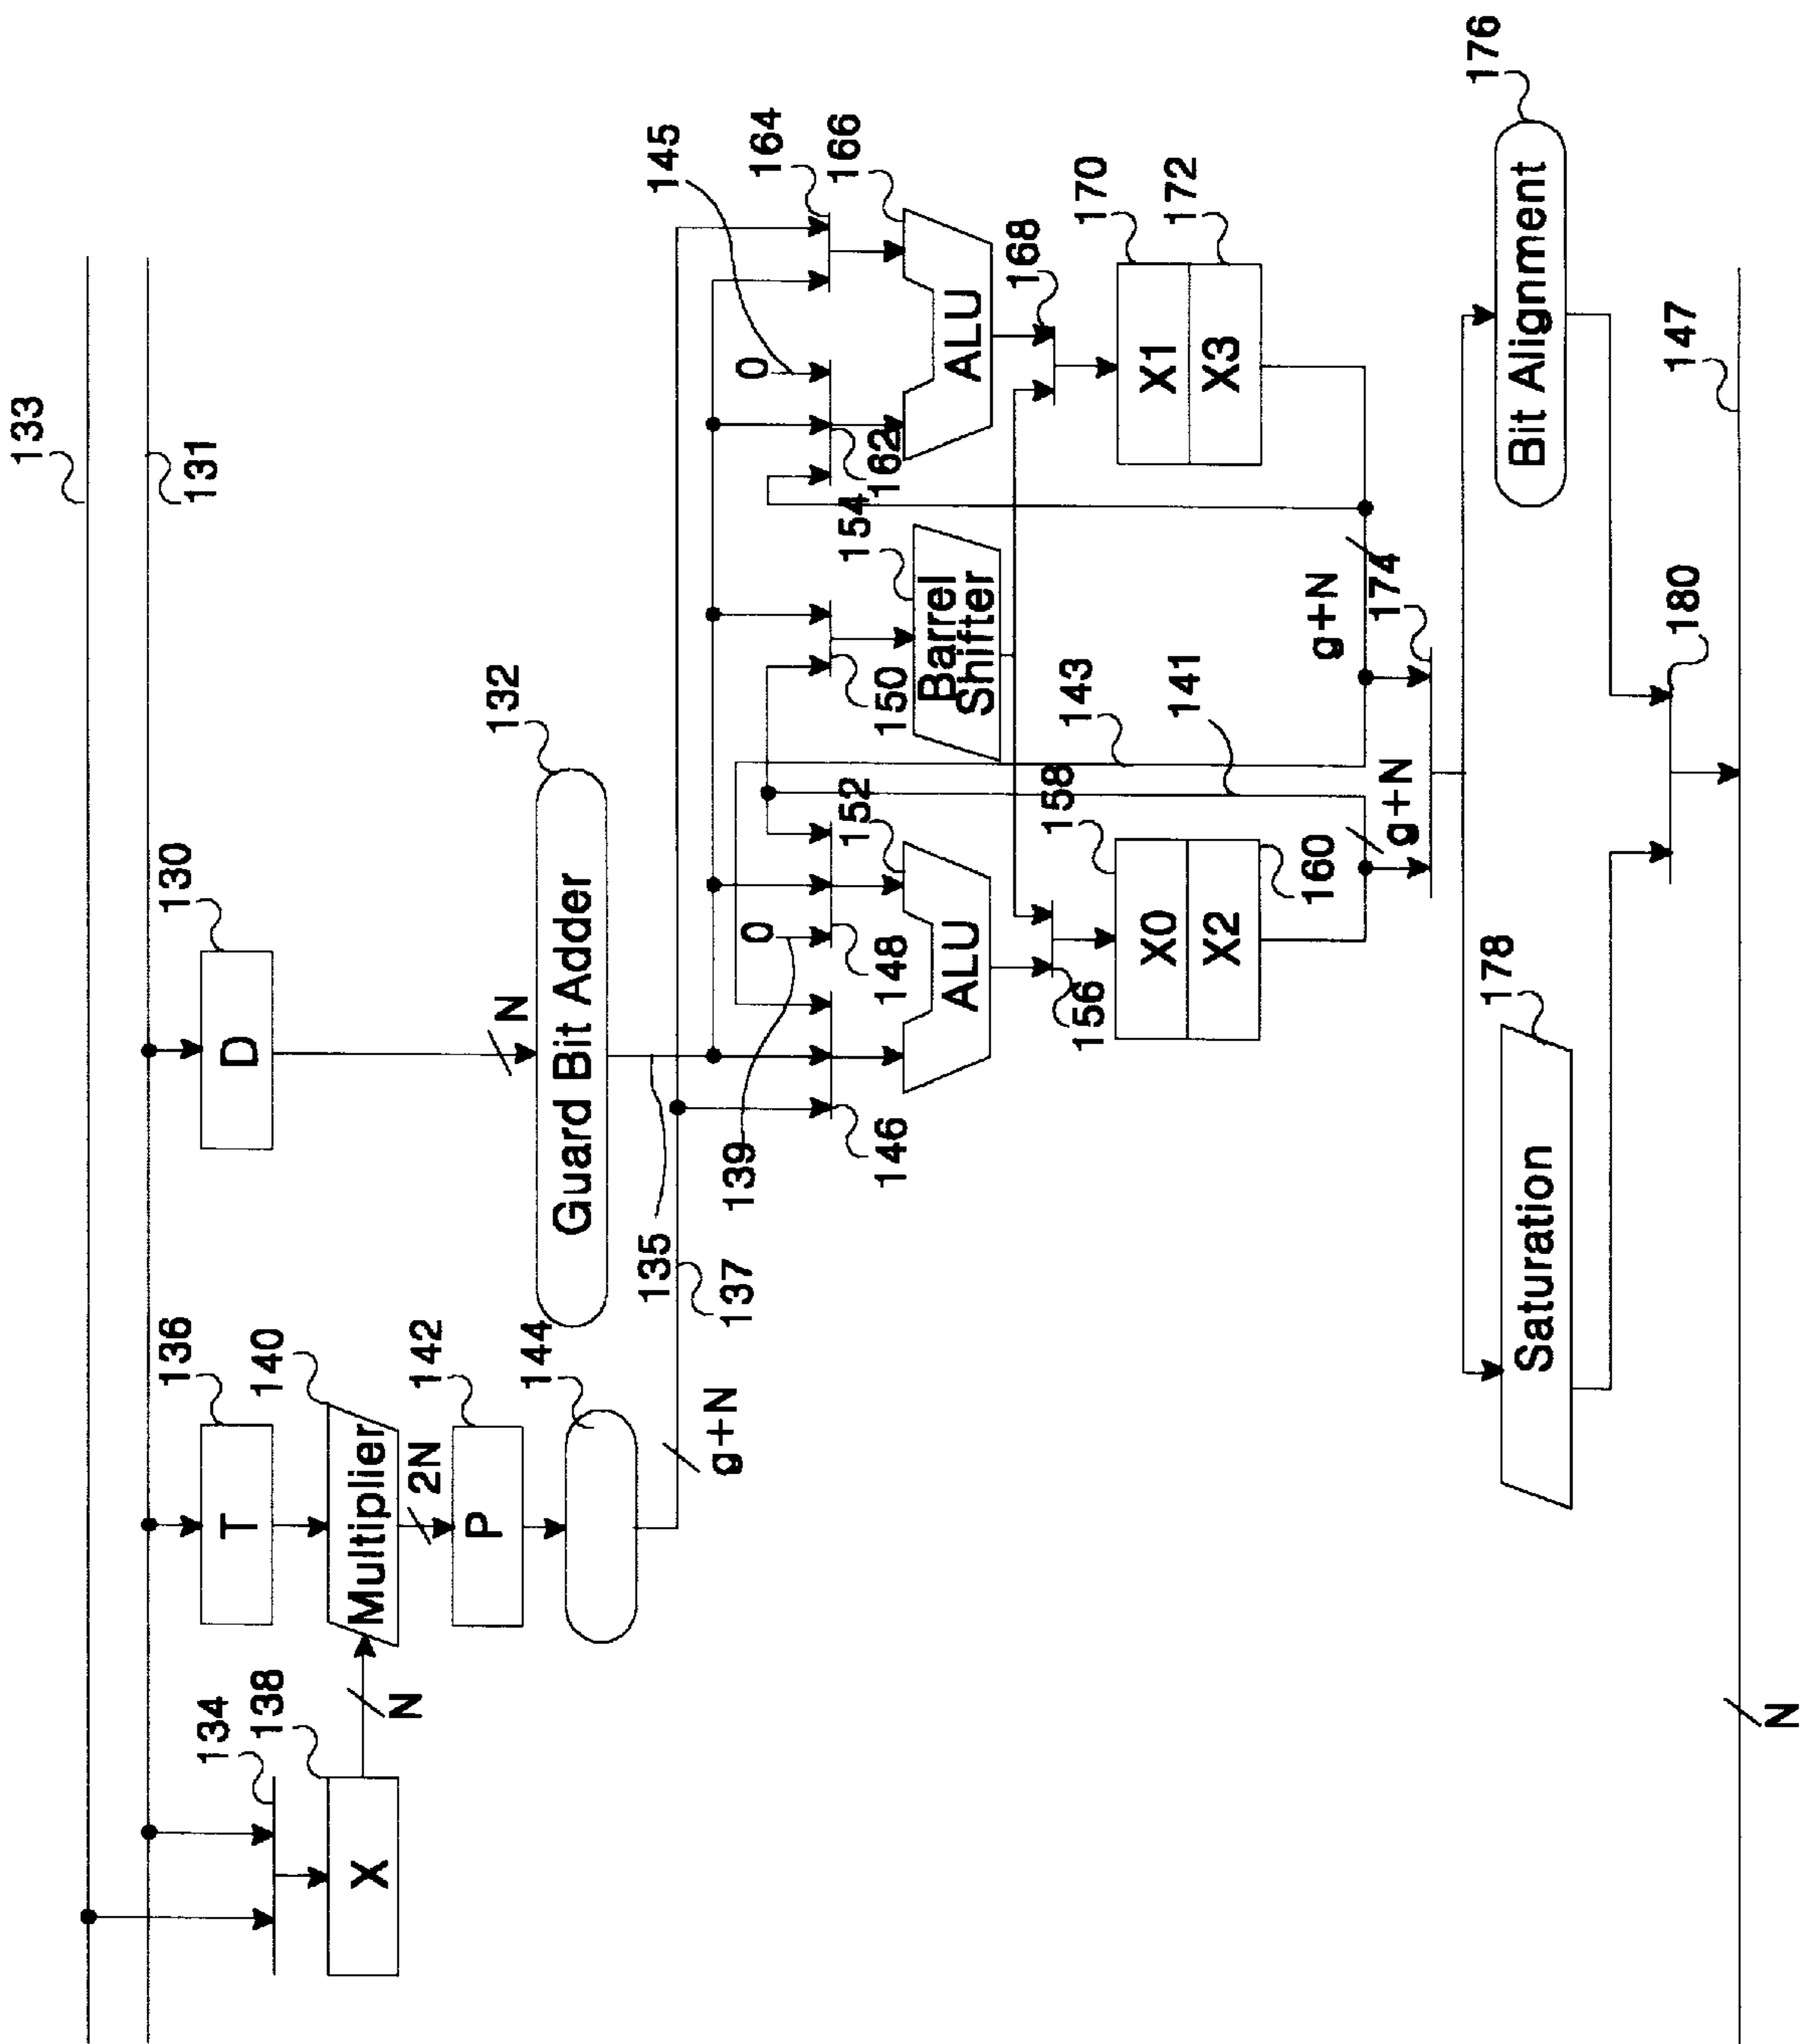 133
131
130
132
136
140
142
144
134
138
D
T
X
N
Multiplier
2N
P
N
Guard Bit Adder
135
137
g+N
139
0
146
148
152
150
154
Barrel
Shifter
145
0
162
164
166
ALU
ALU
156
158
160
X0
X2
143
141
168
170
172
X1
X3
g+N
g+N
174
178
Saturation
176
Bit Alignment
180
147
N